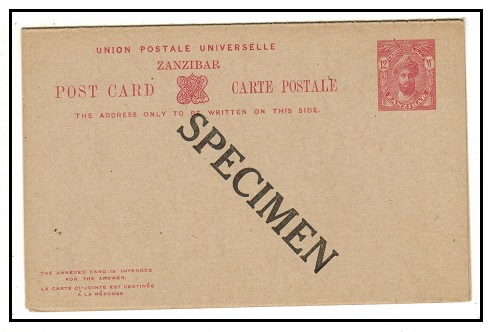 UNION POSTALE UNIVERSELLE
ZANZIBAR
POST CARD CARTE POSTALE
THE ADDRESS ONLY TO BE WRITTEN ON THIS SIDE.
ZANZIBAR
SPECIMEN
THE ANNEXED CARD IS INTENDED
FOR THE ANSWER.
LA CARTE CI-JOINTE EST DESTINÉE
A LA RÉPONSE